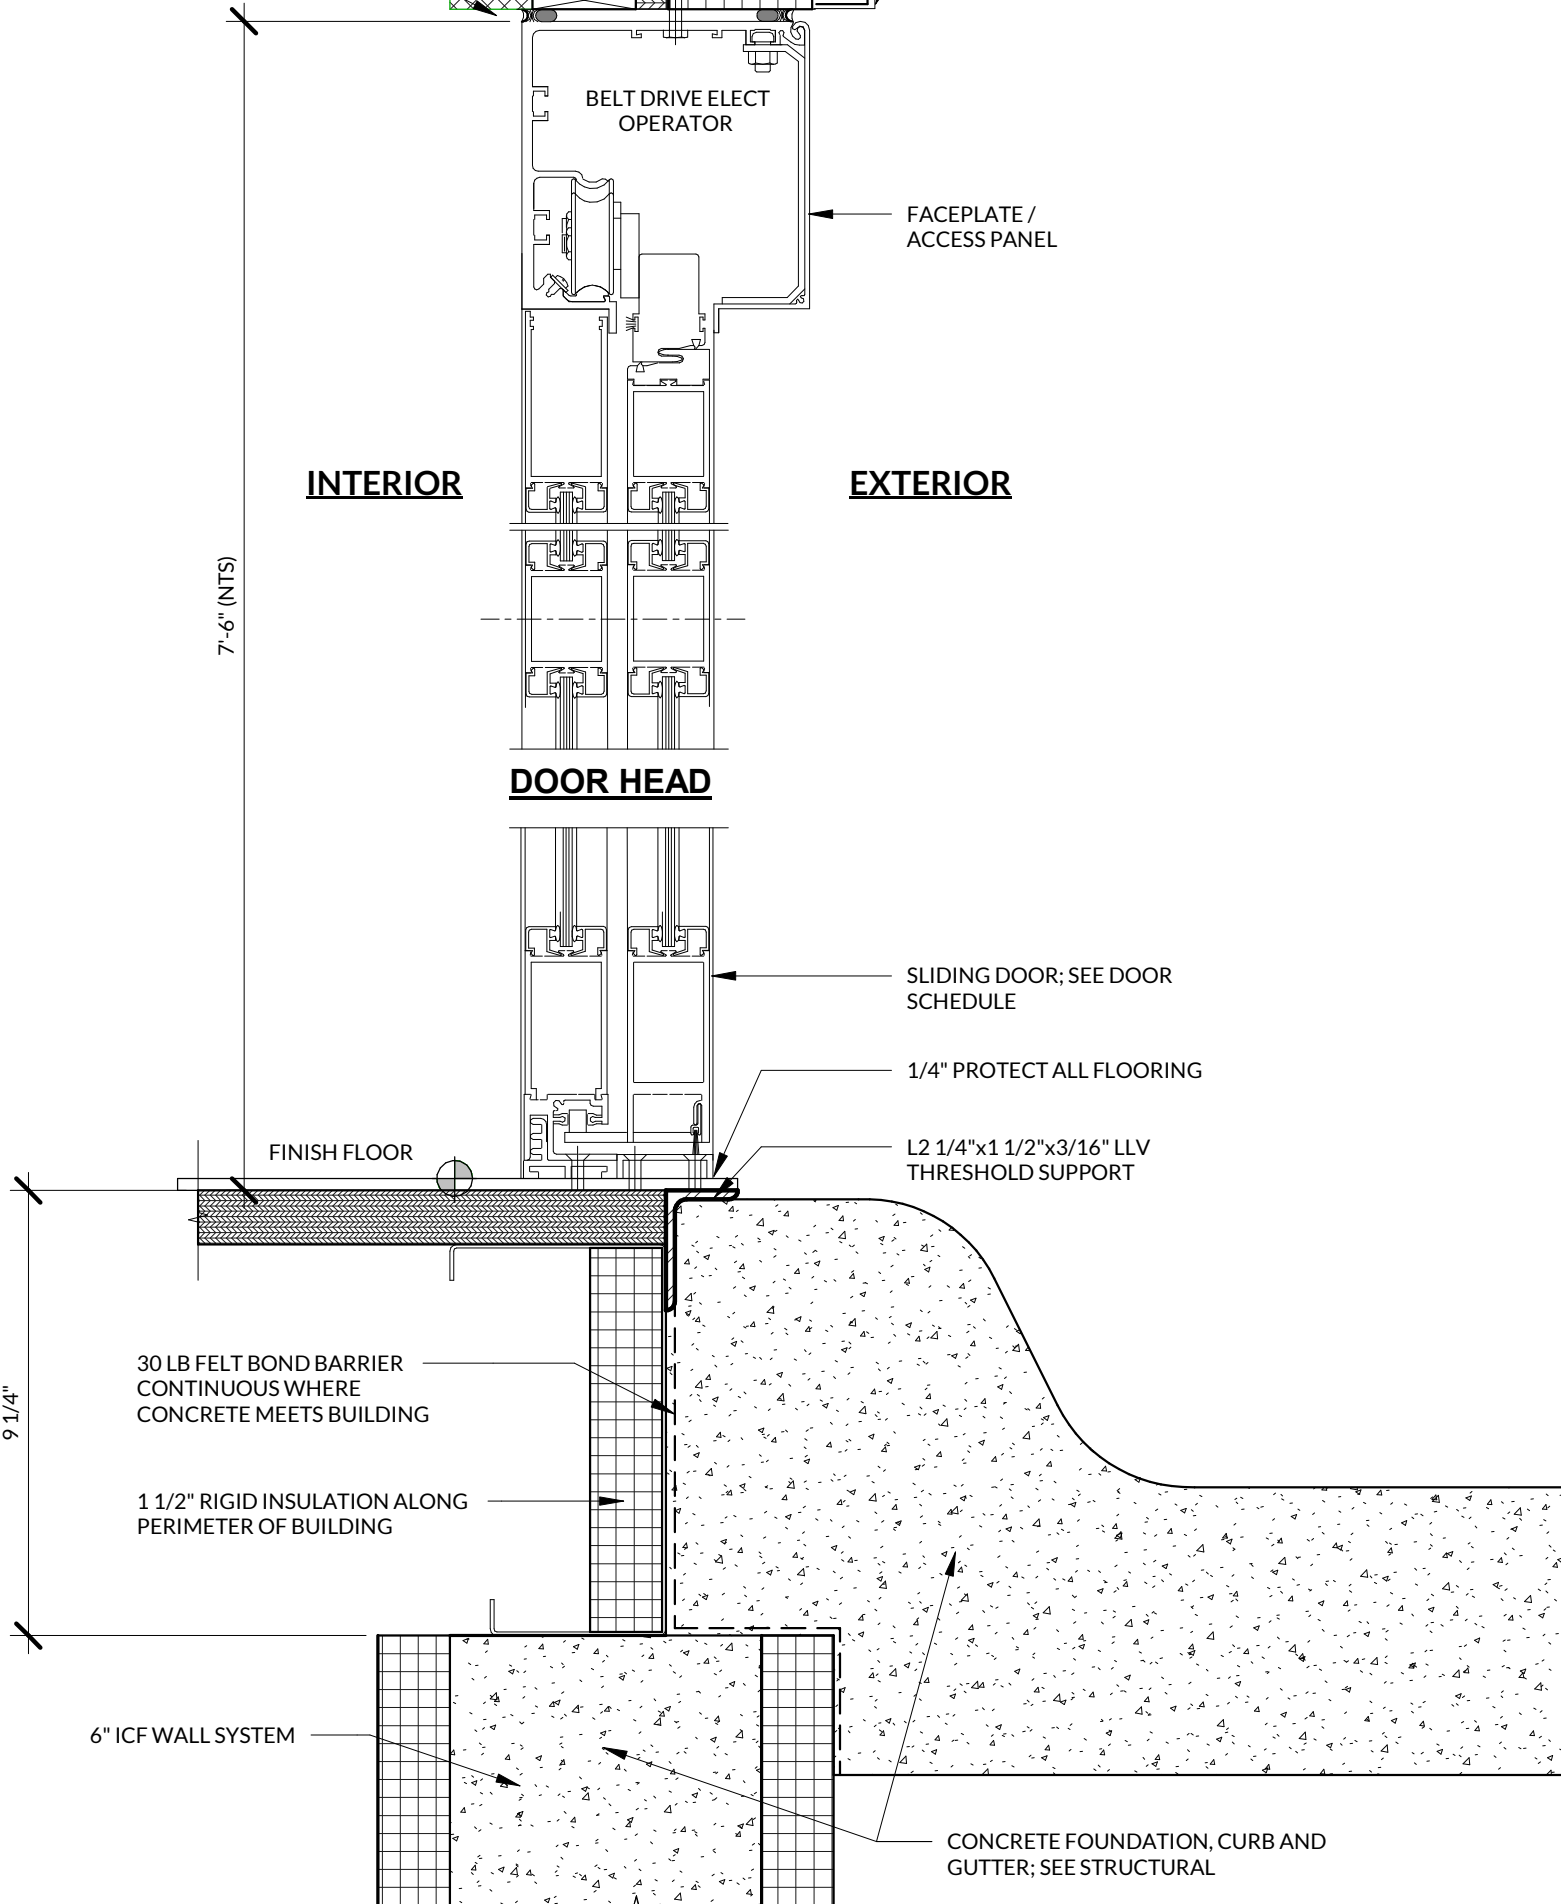 BELT DRIVE ELECT
OPERATOR
FACEPLATE /
ACCESS PANEL
INTERIOR
EXTERIOR
7'-6" (NTS)
DOOR HEAD
SLIDING DOOR; SEE DOOR
SCHEDULE
1/4" PROTECT ALL FLOORING
FINISH FLOOR
L2 1/4"x1 1/2"x3/16" LLV
THRESHOLD SUPPORT
30 LB FELT BOND BARRIER
CONTINUOUS WHERE
CONCRETE MEETS BUILDING
9 1/4"
1 1/2" RIGID INSULATION ALONG
PERIMETER OF BUILDING
6" ICF WALL SYSTEM
CONCRETE FOUNDATION, CURB AND
GUTTER; SEE STRUCTURAL